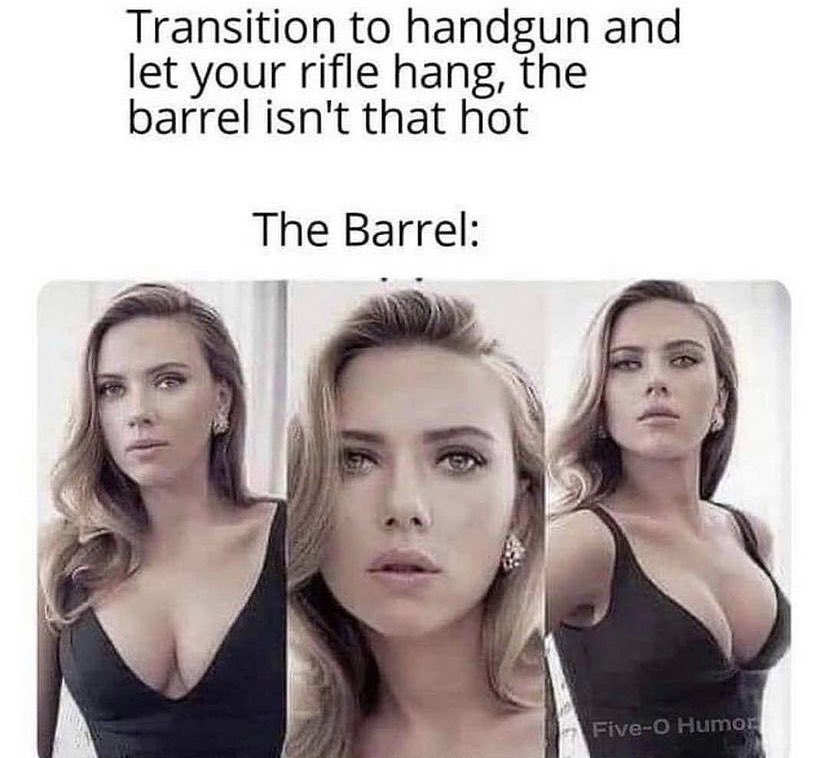 Transition to handgun and
let your rifle hang, the
barrel isn't that hot
The Barrel:
Five-O Humor